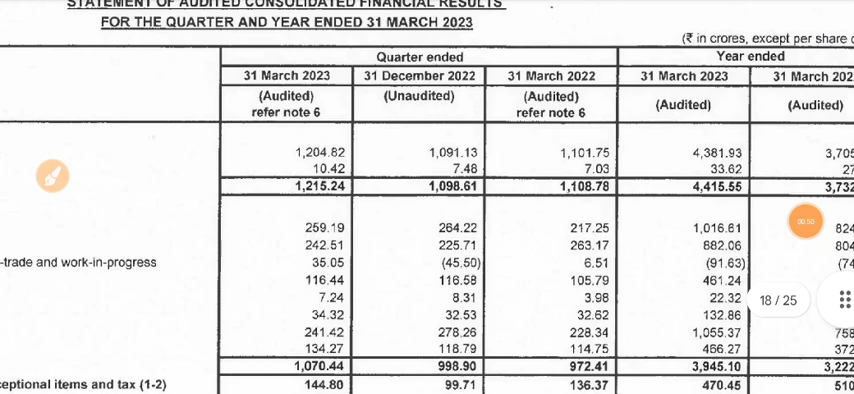 STATEMENT OF AUDITED CONSOLIDATED FINANCIAL RESULTS
FOR THE QUARTER AND YEAR ENDED 31 MARCH 2023
(₹ in crores, except per share
Quarter ended Year ended
31 March 2023 31 December 2022 31 March 2022 31 March 2023 31 March 202
(Audited) (Unaudited) (Audited) (Audited) (Audited)
refer note 6 refer note 6
1,204.82 1,091.13 1,101.75 4,381.93 3,705
10.42 7.48 7.03 33.62 27
1,215.24 1,098.61 1,108.78 4,415.55 3,732
00:50
259.19 264.22 217.25 1,016.61 824
242.51 225.71 263.17 882.06 804
-trade and work-in-progress 35.05 (45.50) 6.51 (91.63) (74
116.44 116.58 105.79 461.24
7.24 8.31 3.98 22.32
18 / 25
34.32 32.53 32.62 132.86
241.42 278.26 228.34 1,055.37 758
134.27 118.79 114.75 466.27 372
1,070.44 998.90 972.41 3,945.10 3,222
ceptional items and tax (1-2) 144.80 99.71 136.37 470.45 510